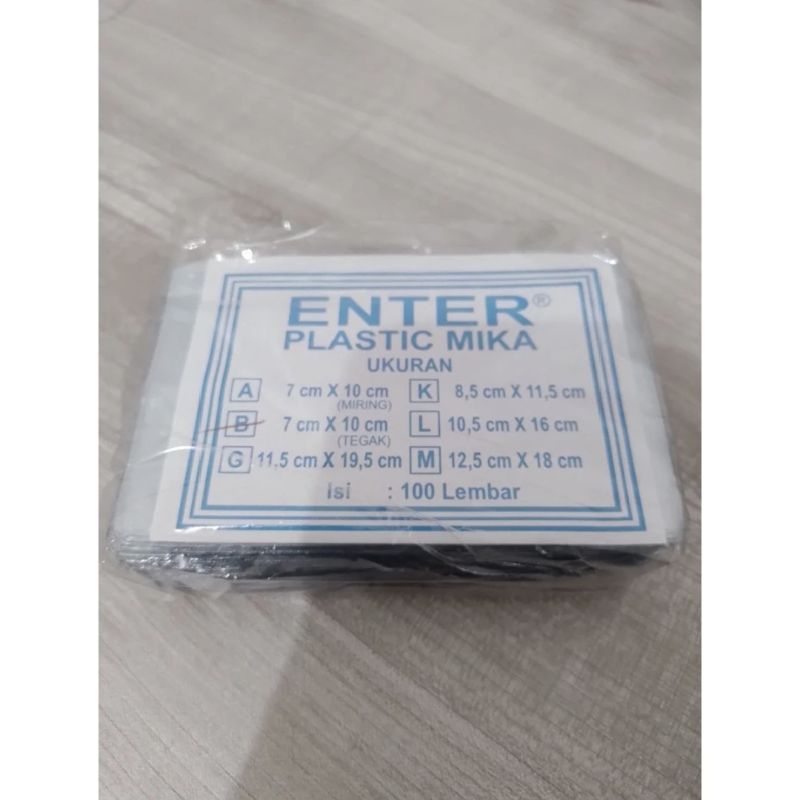 ENTER®
PLASTIC MIKA
UKURAN
A 7 cm X 10 cm K 8,5 cm X 11,5 cm
(MIRING)
B 7 cm X 10 cm L 10,5 cm X 16 cm
(TEGAK)
G 11,5 cm X 19,5 cm M 12,5 cm X 18 cm
Isi : 100 Lembar